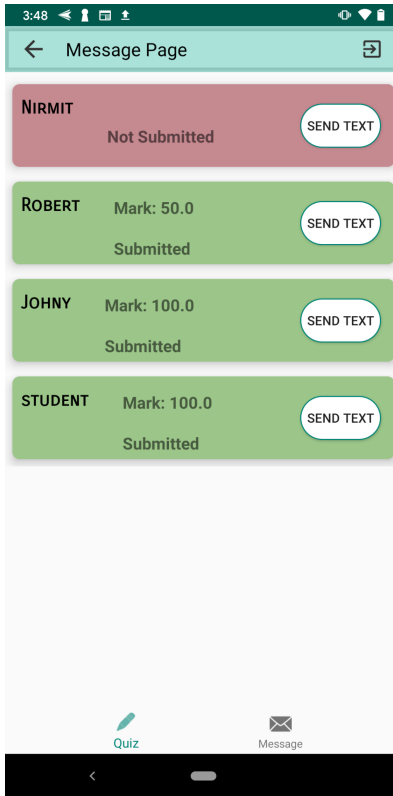 3:48
Message Page
NIRMIT
Not Submitted
SEND TEXT
ROBERT
Mark: 50.0
Submitted
SEND TEXT
JOHNY
Mark: 100.0
Submitted
SEND TEXT
STUDENT
Mark: 100.0
Submitted
SEND TEXT
Quiz
Message